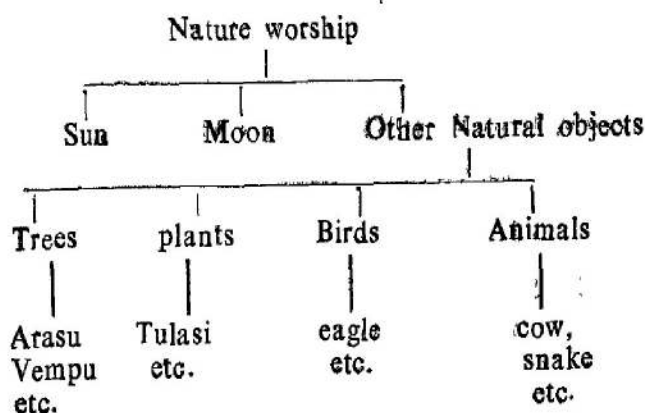 Nature worship
Sun Moon Other Natural objects
Trees plants Birds Animals
Arasu Tulasi eagle cow,
Vempu etc. etc. snake
etc. etc.